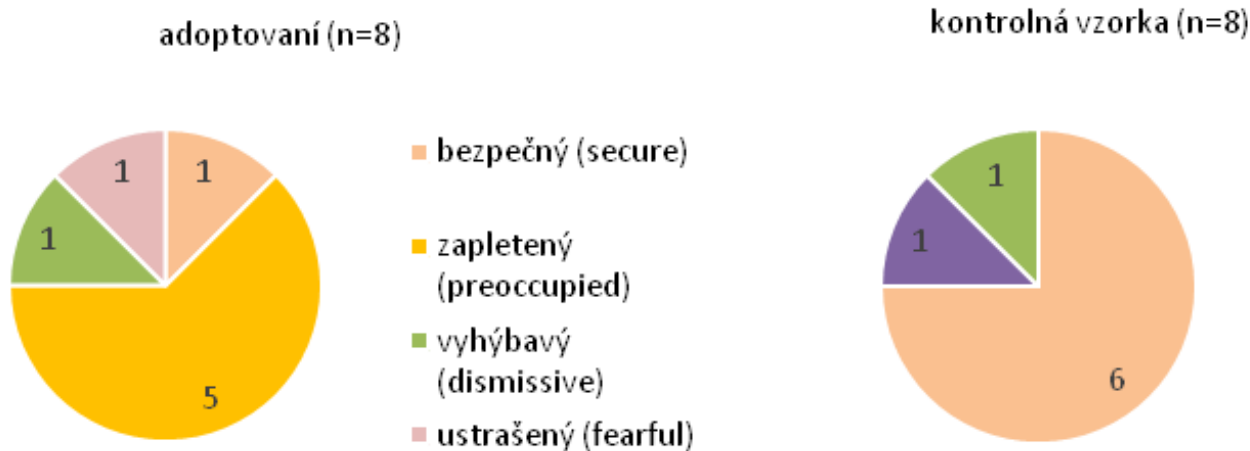 adoptovaní (n=8)
kontrolná vzorka (n=8)
1
1
1
5
bezpečný (secure)
zapletený
(preoccupied)
vyhýbavý
(dismissive)
ustrašený (fearful)
1
1
6